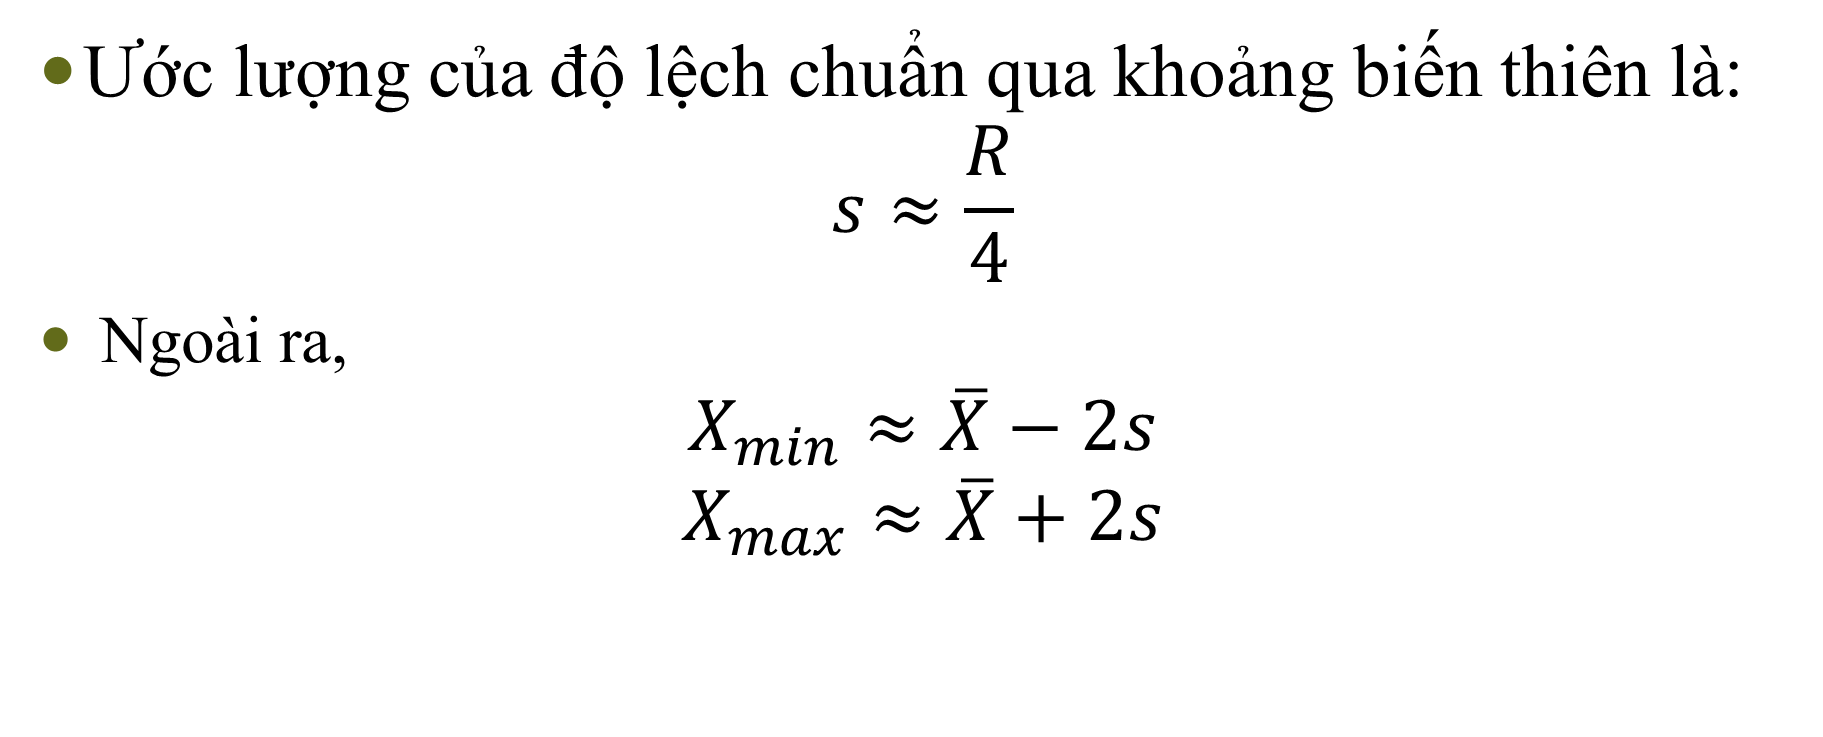 • Ước lượng của độ lệch chuẩn qua khoảng biến thiên là:
s ≈ R/4
• Ngoài ra,
X_min ≈ X̄ − 2s
X_max ≈ X̄ + 2s